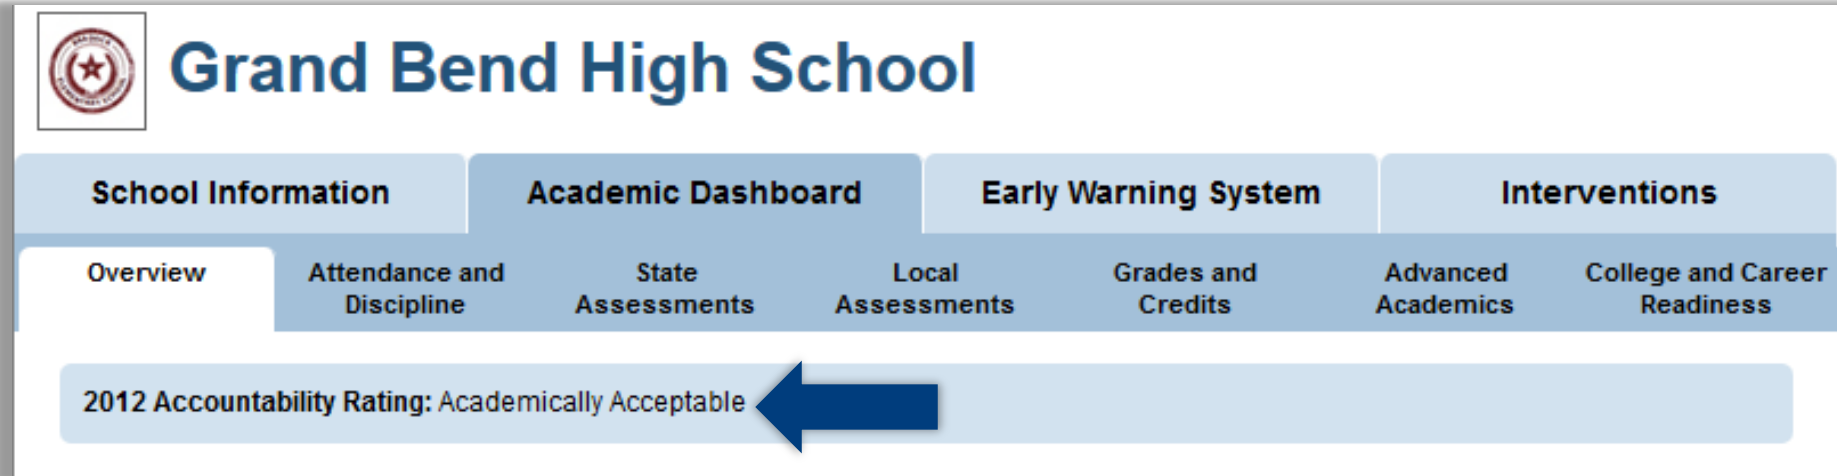 Grand Bend High School
School Information
Academic Dashboard
Early Warning System
Interventions
Overview
Attendance and
Discipline
State
Assessments
Local
Assessments
Grades and
Credits
Advanced
Academics
College and Career
Readiness
2012 Accountability Rating: Academically Acceptable